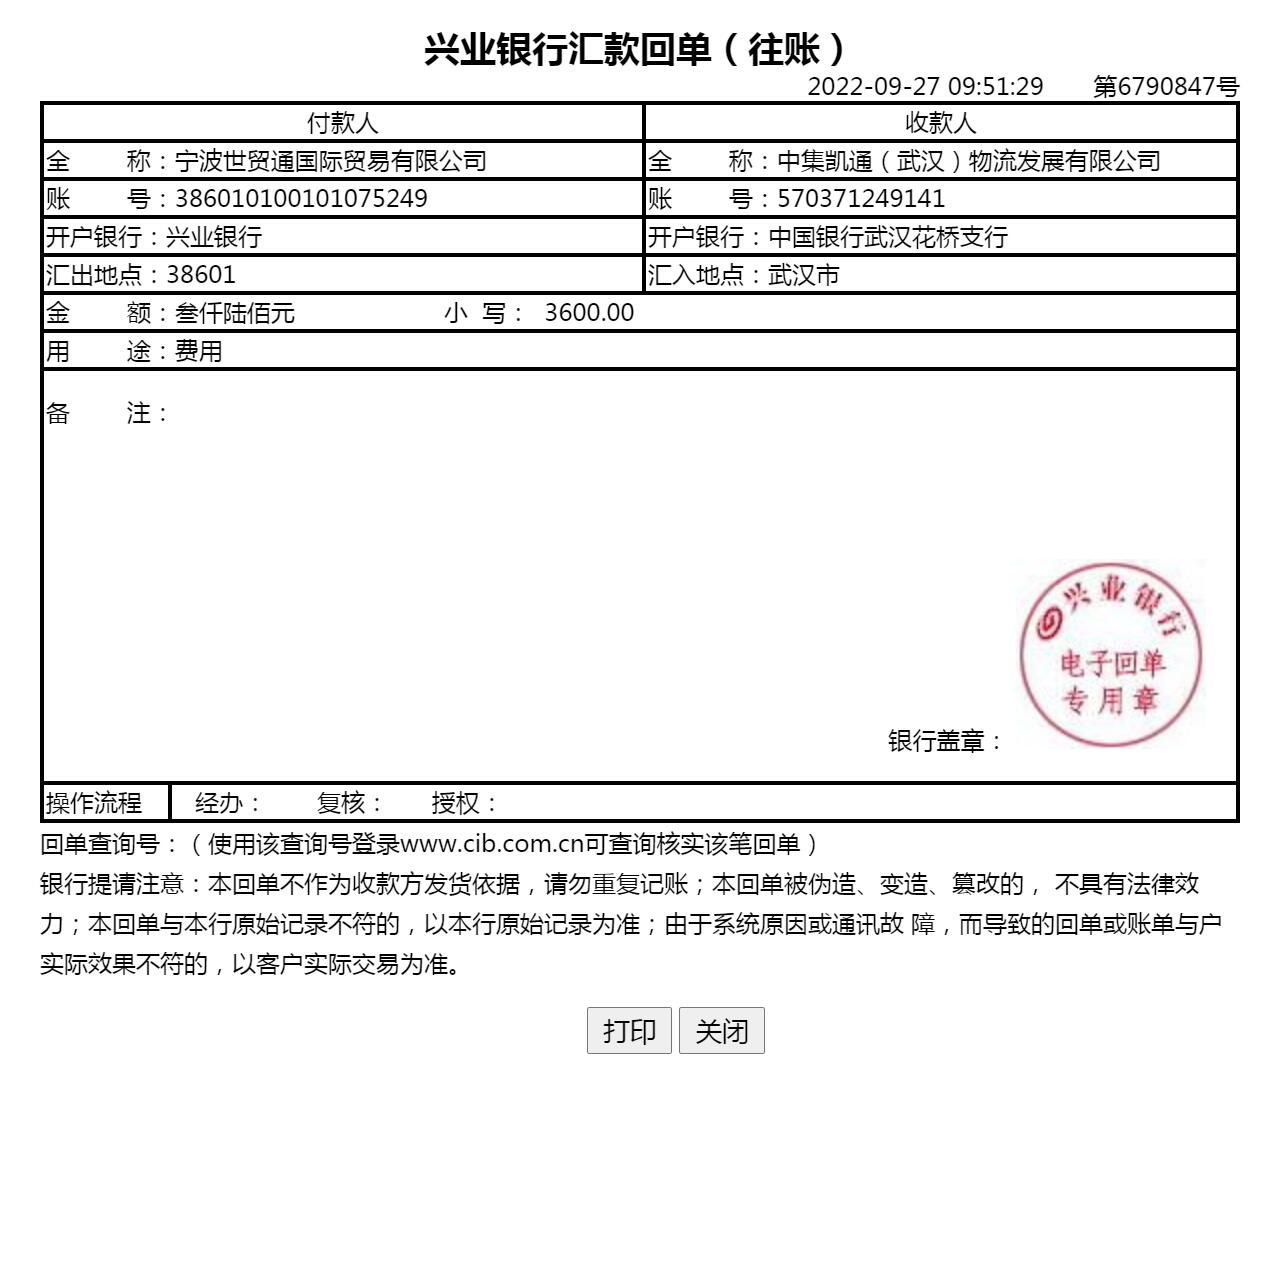 兴业银行汇款回单（往账）
2022-09-27 09:51:29 第6790847号
付款人 收款人
全 称：宁波世贸通国际贸易有限公司 全 称：中集凯通（武汉）物流发展有限公司
账 号：386010100101075249 账 号：570371249141
开户银行：兴业银行 开户银行：中国银行武汉花桥支行
汇出地点：38601 汇入地点：武汉市
金 额：叁仟陆佰元 小 写： 3600.00
用 途：费用
备 注：
兴业银行
电子回单
专用章
银行盖章：
操作流程 经办： 复核： 授权：
回单查询号：（使用该查询号登录www.cib.com.cn可查询核实该笔回单）
银行提请注意：本回单不作为收款方发货依据，请勿重复记账；本回单被伪造、变造、篡改的， 不具有法律效
力；本回单与本行原始记录不符的，以本行原始记录为准；由于系统原因或通讯故 障，而导致的回单或账单与户
实际效果不符的，以客户实际交易为准。
打印 关闭